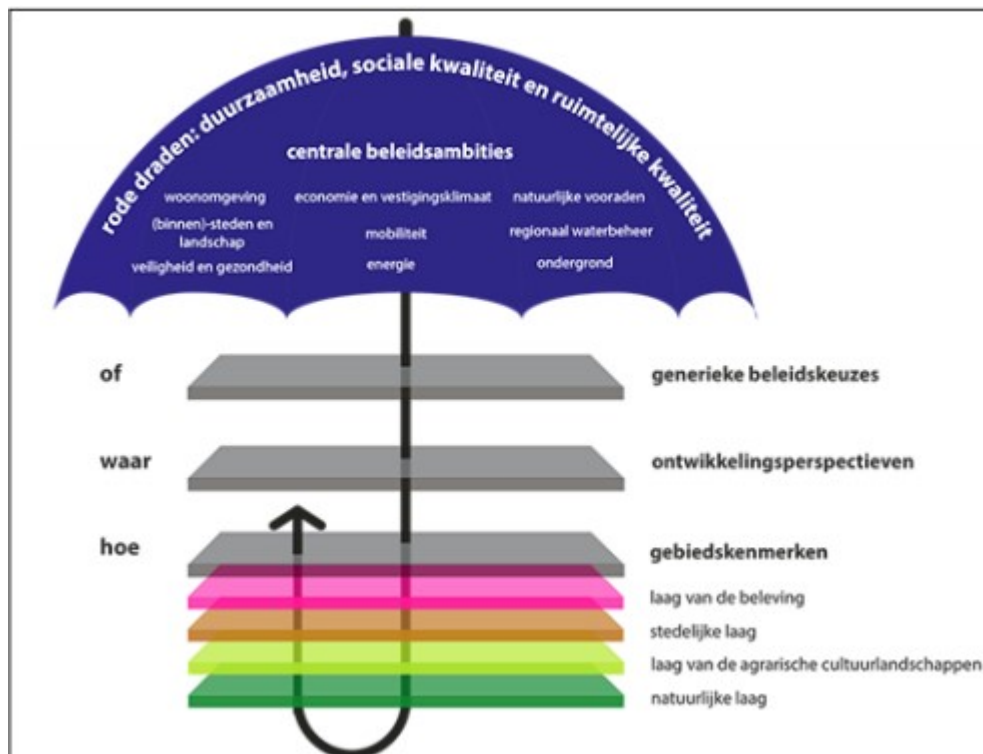 rode draden: duurzaamheid, sociale kwaliteit en ruimtelijke kwaliteit
centrale beleidsambities
woonomgeving
(binnen)-steden en
landschap
veiligheid en gezondheid
economie en vestigingsklimaat
mobiliteit
energie
natuurlijke vooraden
regionaal waterbeheer
ondergrond
of
generieke beleidskeuzes
waar
ontwikkelingsperspectieven
hoe
gebiedskenmerken
laag van de beleving
stedelijke laag
laag van de agrarische cultuurlandschappen
natuurlijke laag